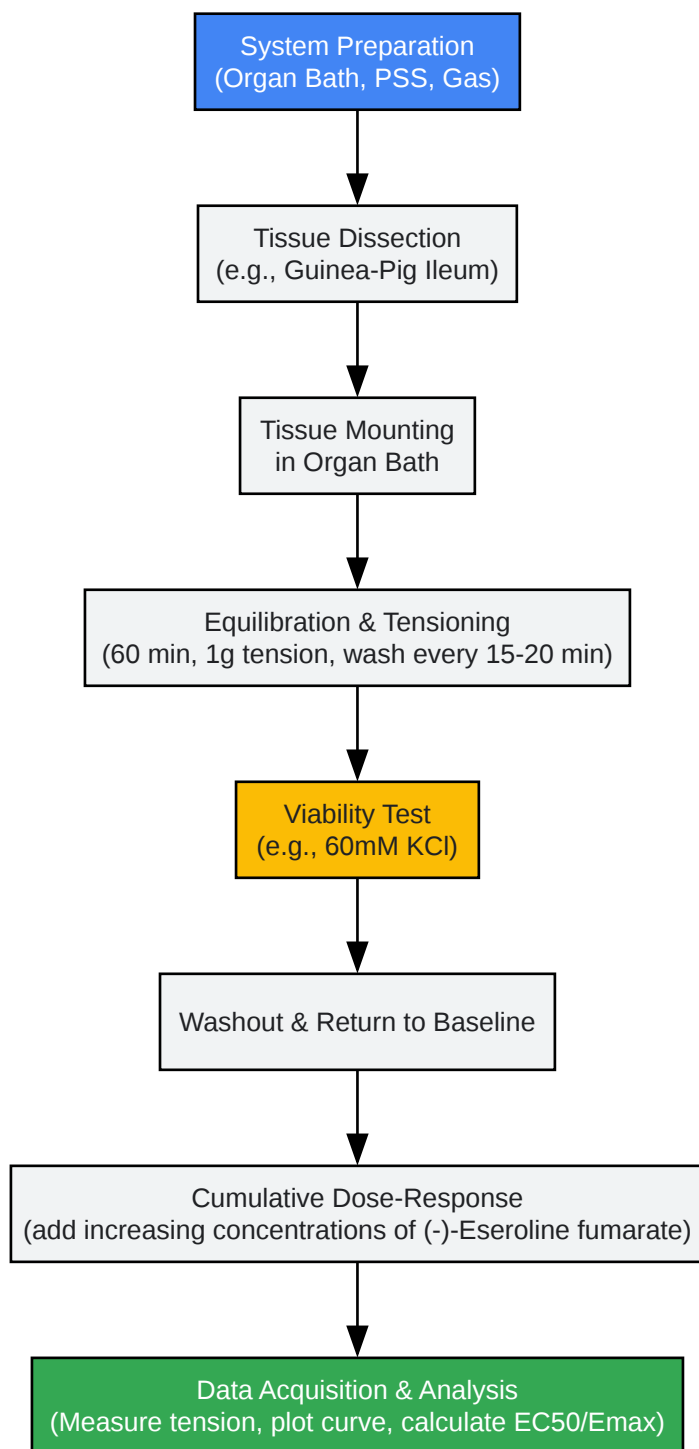 System Preparation
(Organ Bath, PSS, Gas)
Tissue Dissection
(e.g., Guinea-Pig Ileum)
Tissue Mounting
in Organ Bath
Equilibration & Tensioning
(60 min, 1g tension, wash every 15-20 min)
Viability Test
(e.g., 60mM KCl)
Washout & Return to Baseline
Cumulative Dose-Response
(add increasing concentrations of (-)-Eseroline fumarate)
Data Acquisition & Analysis
(Measure tension, plot curve, calculate EC50/Emax)